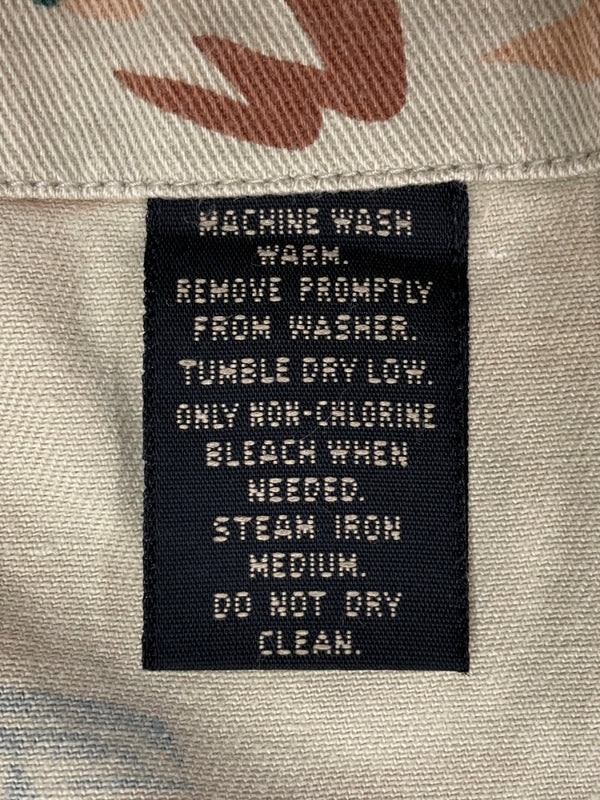 MACHINE WASH
WARM.
REMOVE PROMPTLY
FROM WASHER.
TUMBLE DRY LOW.
ONLY NON-CHLORINE
BLEACH WHEN
NEEDED.
STEAM IRON
MEDIUM.
DO NOT DRY
CLEAN.